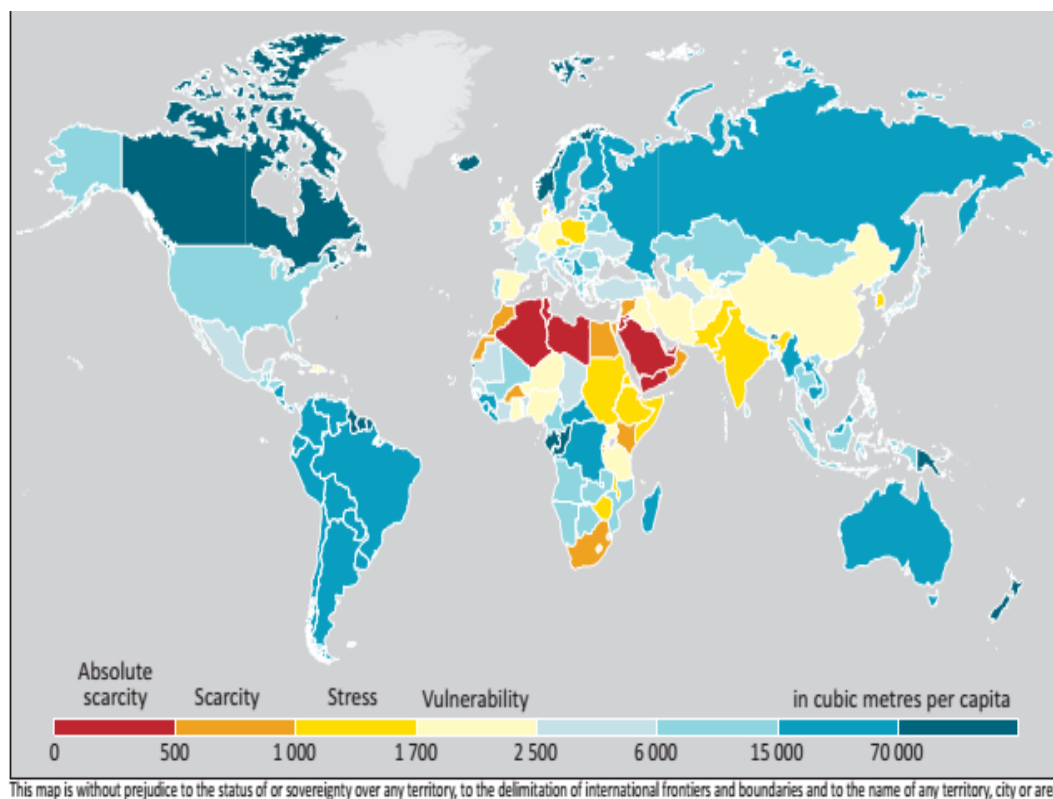 Absolute
scarcity Scarcity Stress Vulnerability in cubic metres per capita
0 500 1 000 1 700 2 500 6 000 15 000 70 000
This map is without prejudice to the status of or sovereignty over any territory, to the delimitation of international frontiers and boundaries and to the name of any territory, city or are